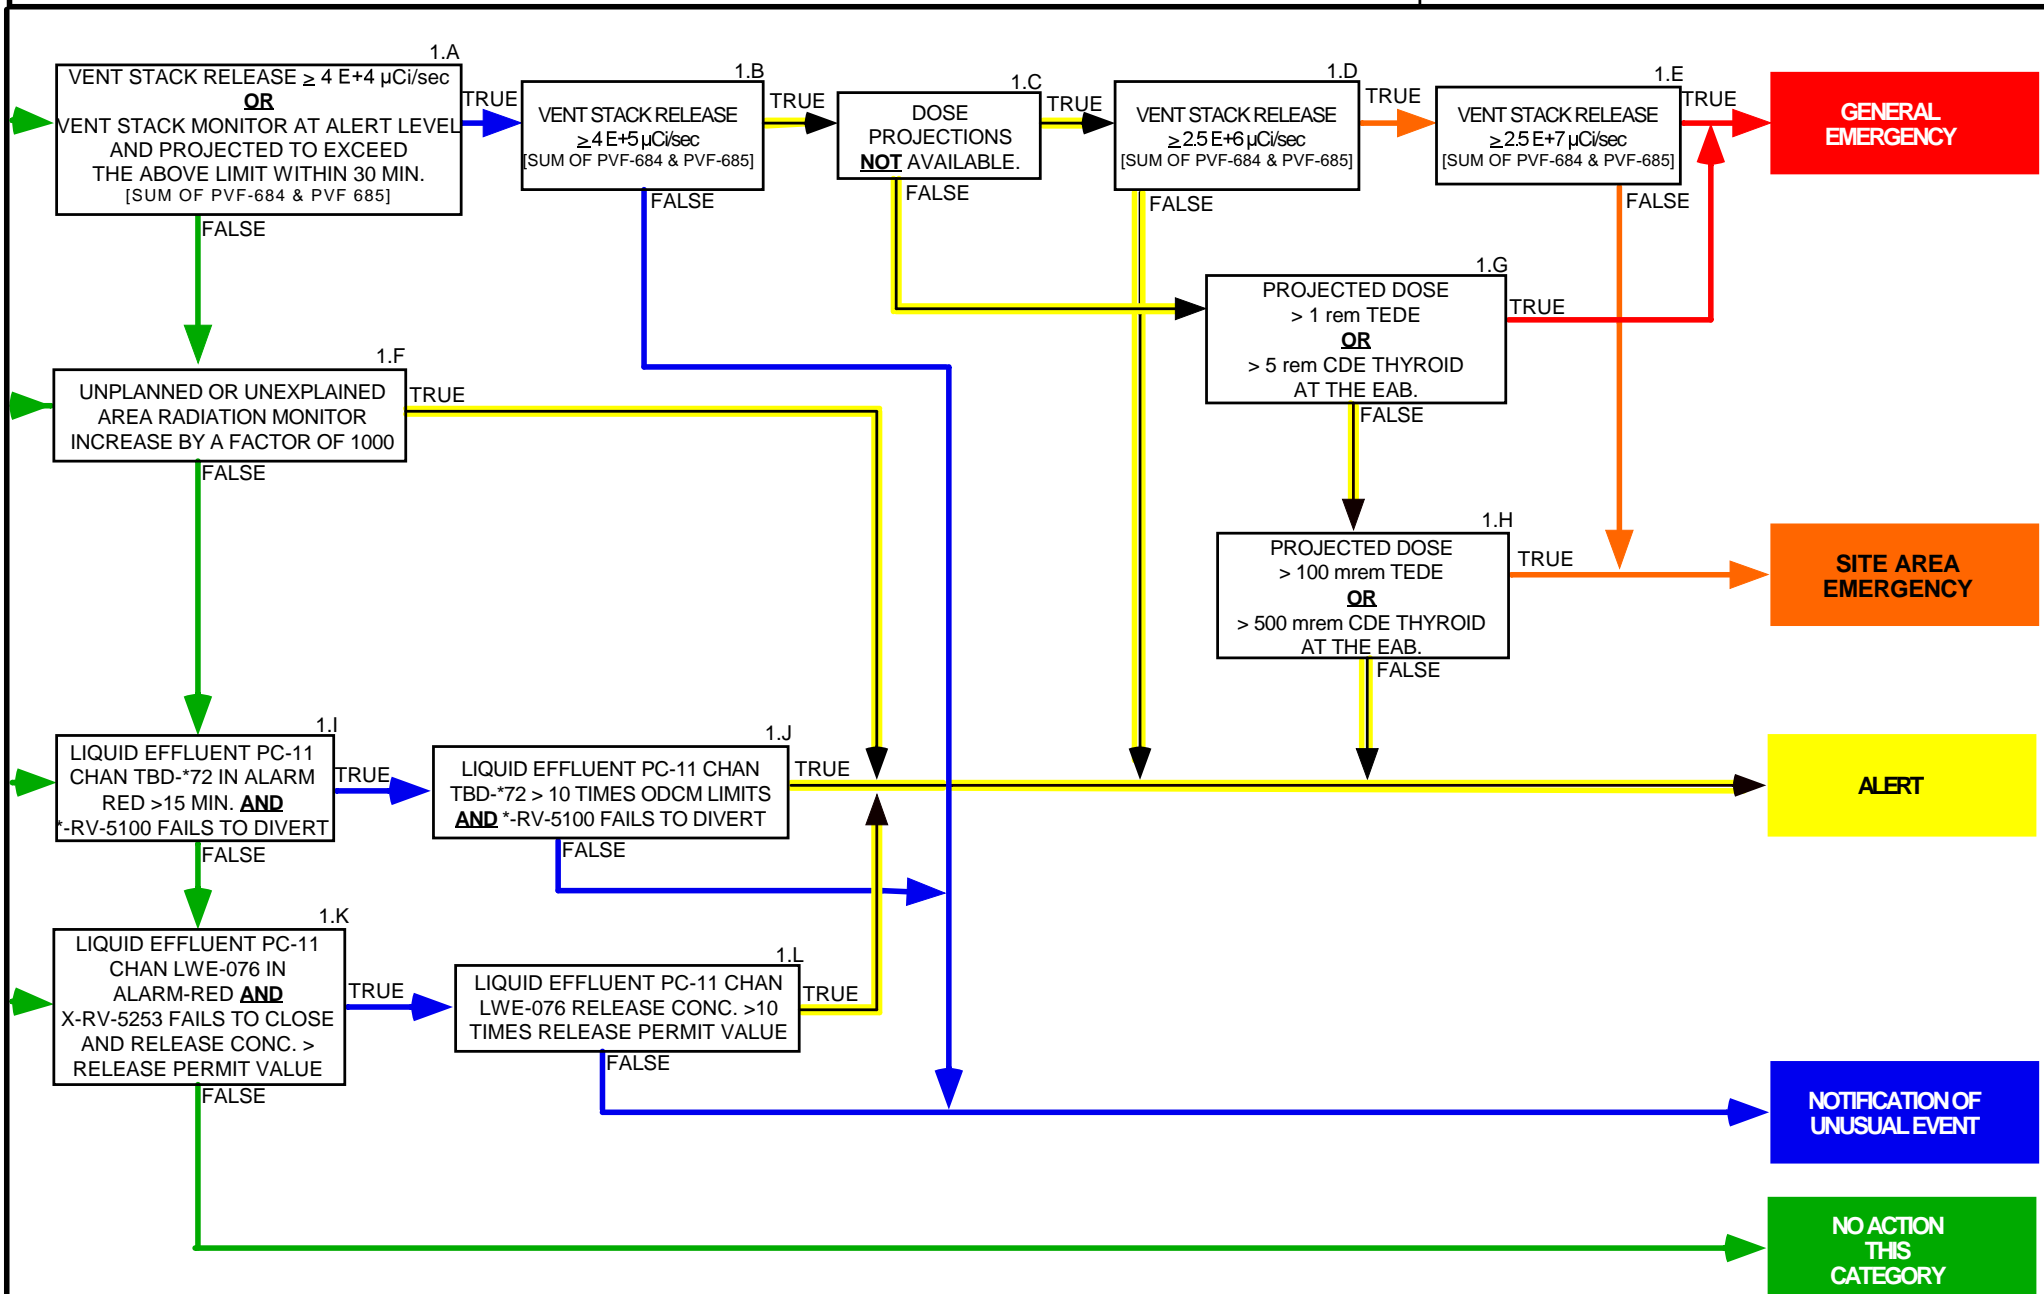 1.A
VENT STACK RELEASE ≥ 4 E+4 µCi/sec
OR
VENT STACK MONITOR AT ALERT LEVEL
AND PROJECTED TO EXCEED
THE ABOVE LIMIT WITHIN 30 MIN.
[SUM OF PVF-684 & PVF 685]
TRUE
FALSE
1.B
VENT STACK RELEASE
≥ 4 E+5 µCi/sec
[SUM OF PVF-684 & PVF-685]
TRUE
FALSE
1.C
DOSE
PROJECTIONS
NOT AVAILABLE.
TRUE
FALSE
1.D
VENT STACK RELEASE
≥ 2.5 E+6 µCi/sec
[SUM OF PVF-684 & PVF-685]
TRUE
FALSE
1.E
VENT STACK RELEASE
≥ 2.5 E+7 µCi/sec
[SUM OF PVF-684 & PVF-685]
TRUE
FALSE
GENERAL
EMERGENCY
1.G
PROJECTED DOSE
> 1 rem TEDE
OR
> 5 rem CDE THYROID
AT THE EAB.
TRUE
FALSE
1.F
UNPLANNED OR UNEXPLAINED
AREA RADIATION MONITOR
INCREASE BY A FACTOR OF 1000
TRUE
FALSE
1.H
PROJECTED DOSE
> 100 mrem TEDE
OR
> 500 mrem CDE THYROID
AT THE EAB.
TRUE
FALSE
SITE AREA
EMERGENCY
1.I
LIQUID EFFLUENT PC-11
CHAN TBD-*72 IN ALARM
RED >15 MIN. AND
*-RV-5100 FAILS TO DIVERT
TRUE
FALSE
1.J
LIQUID EFFLUENT PC-11 CHAN
TBD-*72 > 10 TIMES ODCM LIMITS
AND *-RV-5100 FAILS TO DIVERT
TRUE
FALSE
ALERT
1.K
LIQUID EFFLUENT PC-11
CHAN LWE-076 IN
ALARM-RED AND
X-RV-5253 FAILS TO CLOSE
AND RELEASE CONC. >
RELEASE PERMIT VALUE
TRUE
FALSE
1.L
LIQUID EFFLUENT PC-11 CHAN
LWE-076 RELEASE CONC. >10
TIMES RELEASE PERMIT VALUE
TRUE
FALSE
NOTIFICATION OF
UNUSUAL EVENT
NO ACTION
THIS
CATEGORY